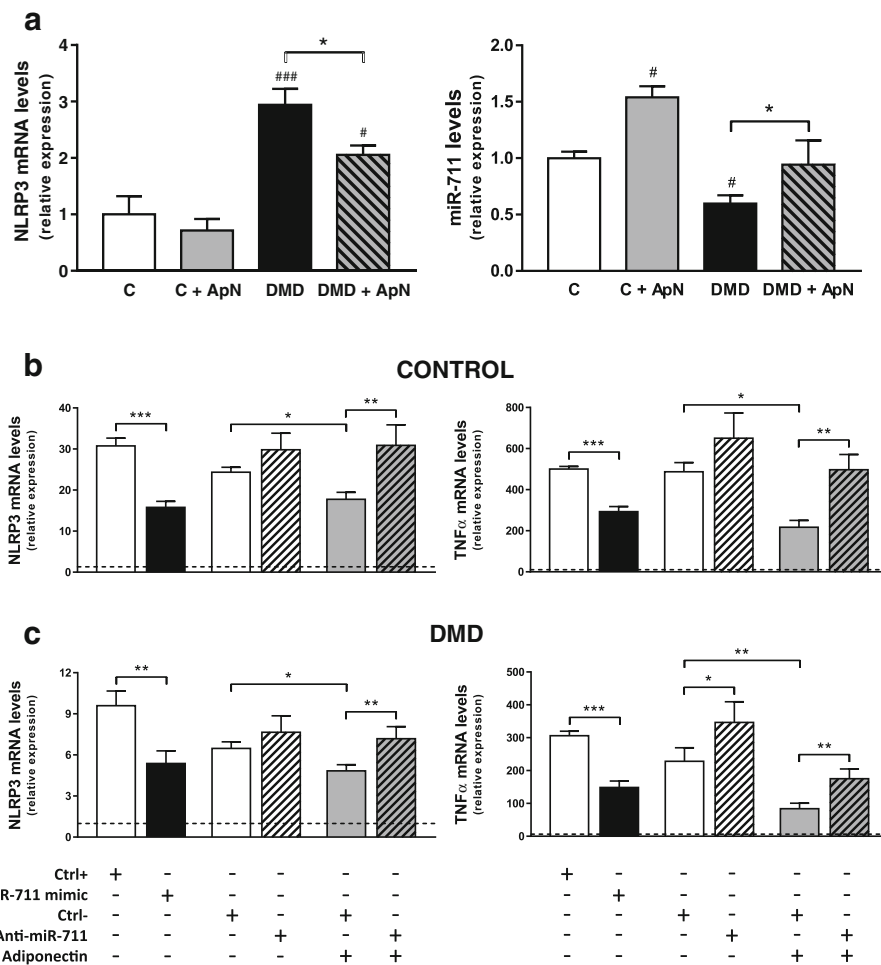 a
NLRP3 mRNA levels
(relative expression)
4
3
2
1
0
###
*
#
C
C + ApN
DMD
DMD + ApN
miR-711 levels
(relative expression)
2.0
1.5
1.0
0.5
0.0
#
#
*
C
C + ApN
DMD
DMD + ApN
b
CONTROL
NLRP3 mRNA levels
(relative expression)
40
30
20
10
0
***
*
**
TNFα mRNA levels
(relative expression)
800
600
400
200
0
***
*
**
c
DMD
NLRP3 mRNA levels
(relative expression)
12
9
6
3
0
**
*
**
TNFα mRNA levels
(relative expression)
500
400
300
200
100
0
***
*
**
**
Ctrl+ + - - - - - + - - - - -
R-711 mimic - + - - - - - + - - - -
Ctrl- - - + - + - - - + - + -
Anti-miR-711 - - - + - + - - - + - +
Adiponectin - - - - + + - - - - + +